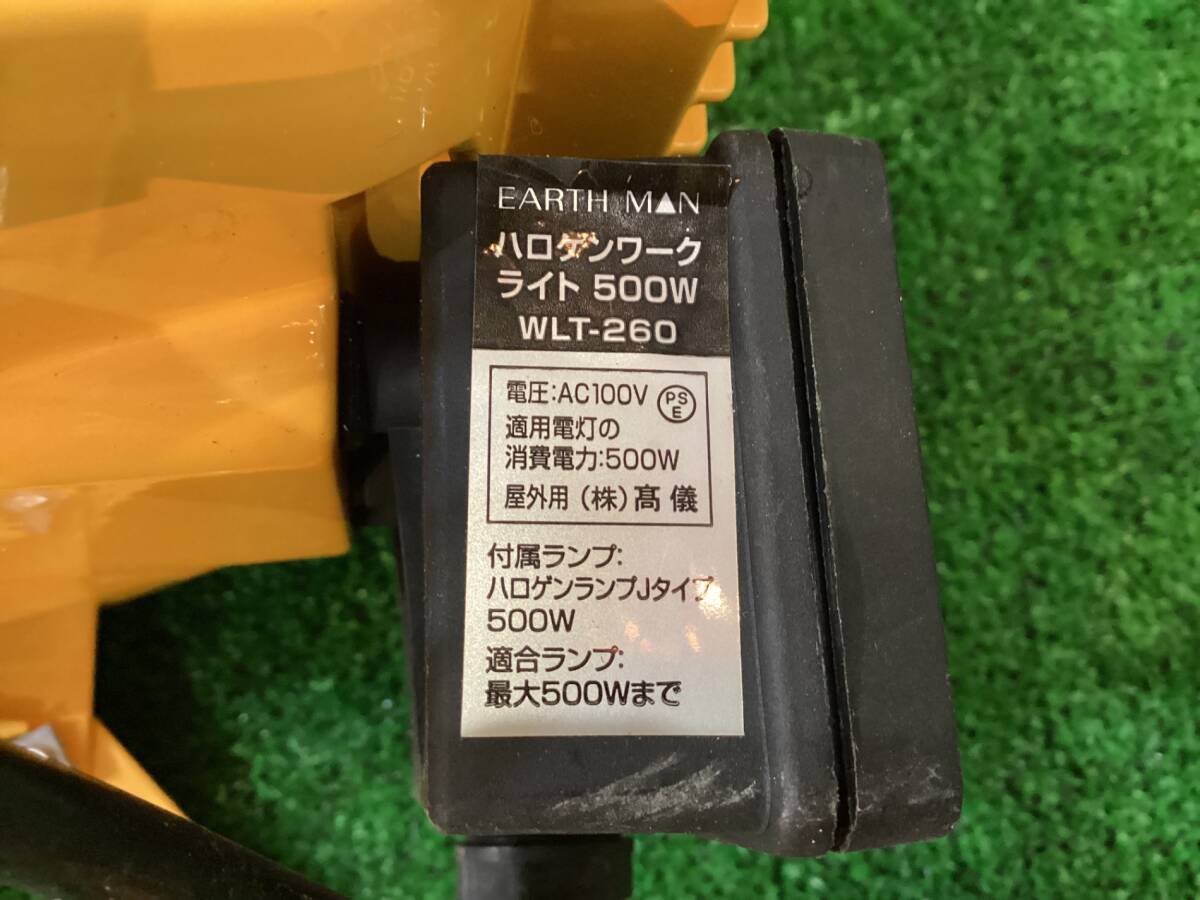 EARTH MAN
ハロゲンワーク
ライト 500W
WLT-260
電圧:AC100V
PS
E
適用電灯の
消費電力:500W
屋外用 (株)髙儀
付属ランプ:
ハロゲンランプJタイプ
500W
適合ランプ:
最大500Wまで